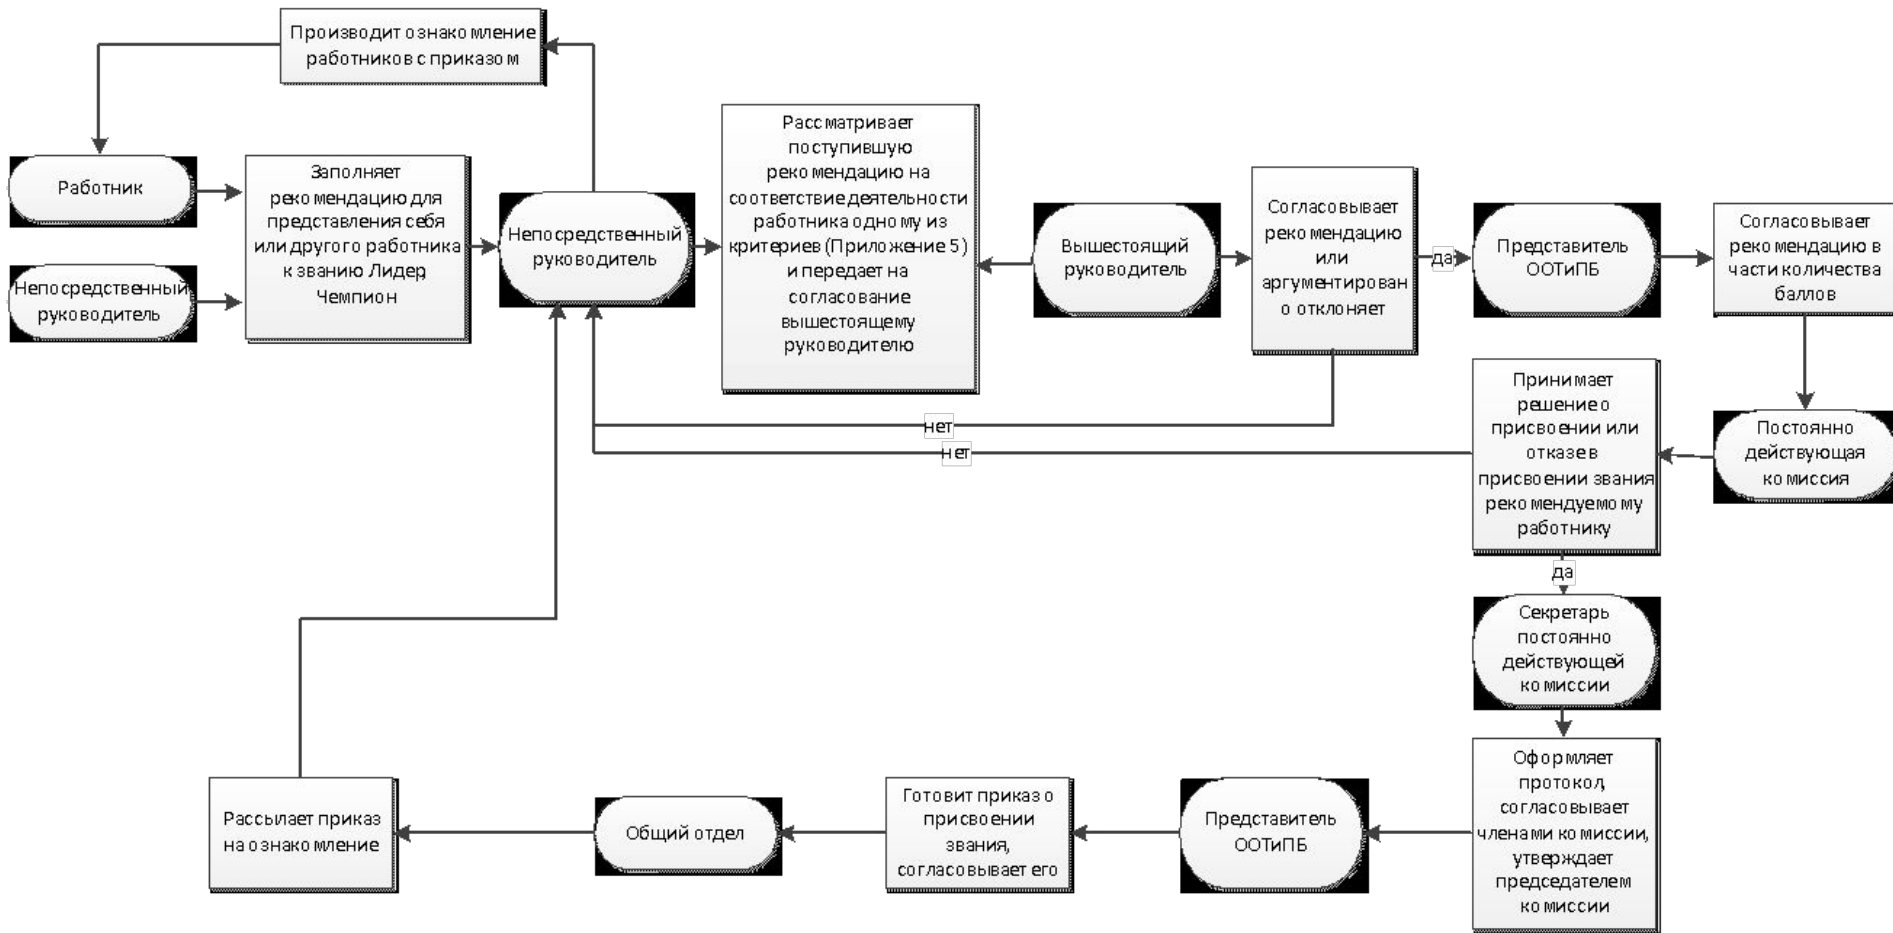 Производит ознакомление
работников с приказом
Работник
Непосредственный
руководитель
Заполняет
рекомендацию для
представления себя
или другого работника
к званию Лидер,
Чемпион
Непосредственный
руководитель
Рассматривает
поступившую
рекомендацию на
соответствие деятельности
работника одному из
критериев (Приложение 5)
и передает на
согласование
вышестоящему
руководителю
Вышестоящий
руководитель
Согласовывает
рекомендацию
или
аргументирован
о отклоняет
да
Представитель
ООТиПБ
Согласовывает
рекомендацию в
части количества
баллов
нет
нет
Принимает
решение о
присвоении или
отказе в
присвоении звания
рекомендуемому
работнику
Постоянно
действующая
комиссия
да
Секретарь
постоянно
действующей
комиссии
Оформляет
протокол,
согласовывает
членами комиссии,
утверждает
председателем
комиссии
Представитель
ООТиПБ
Готовит приказ о
присвоении
звания,
согласовывает его
Общий отдел
Рассылает приказ
на ознакомление